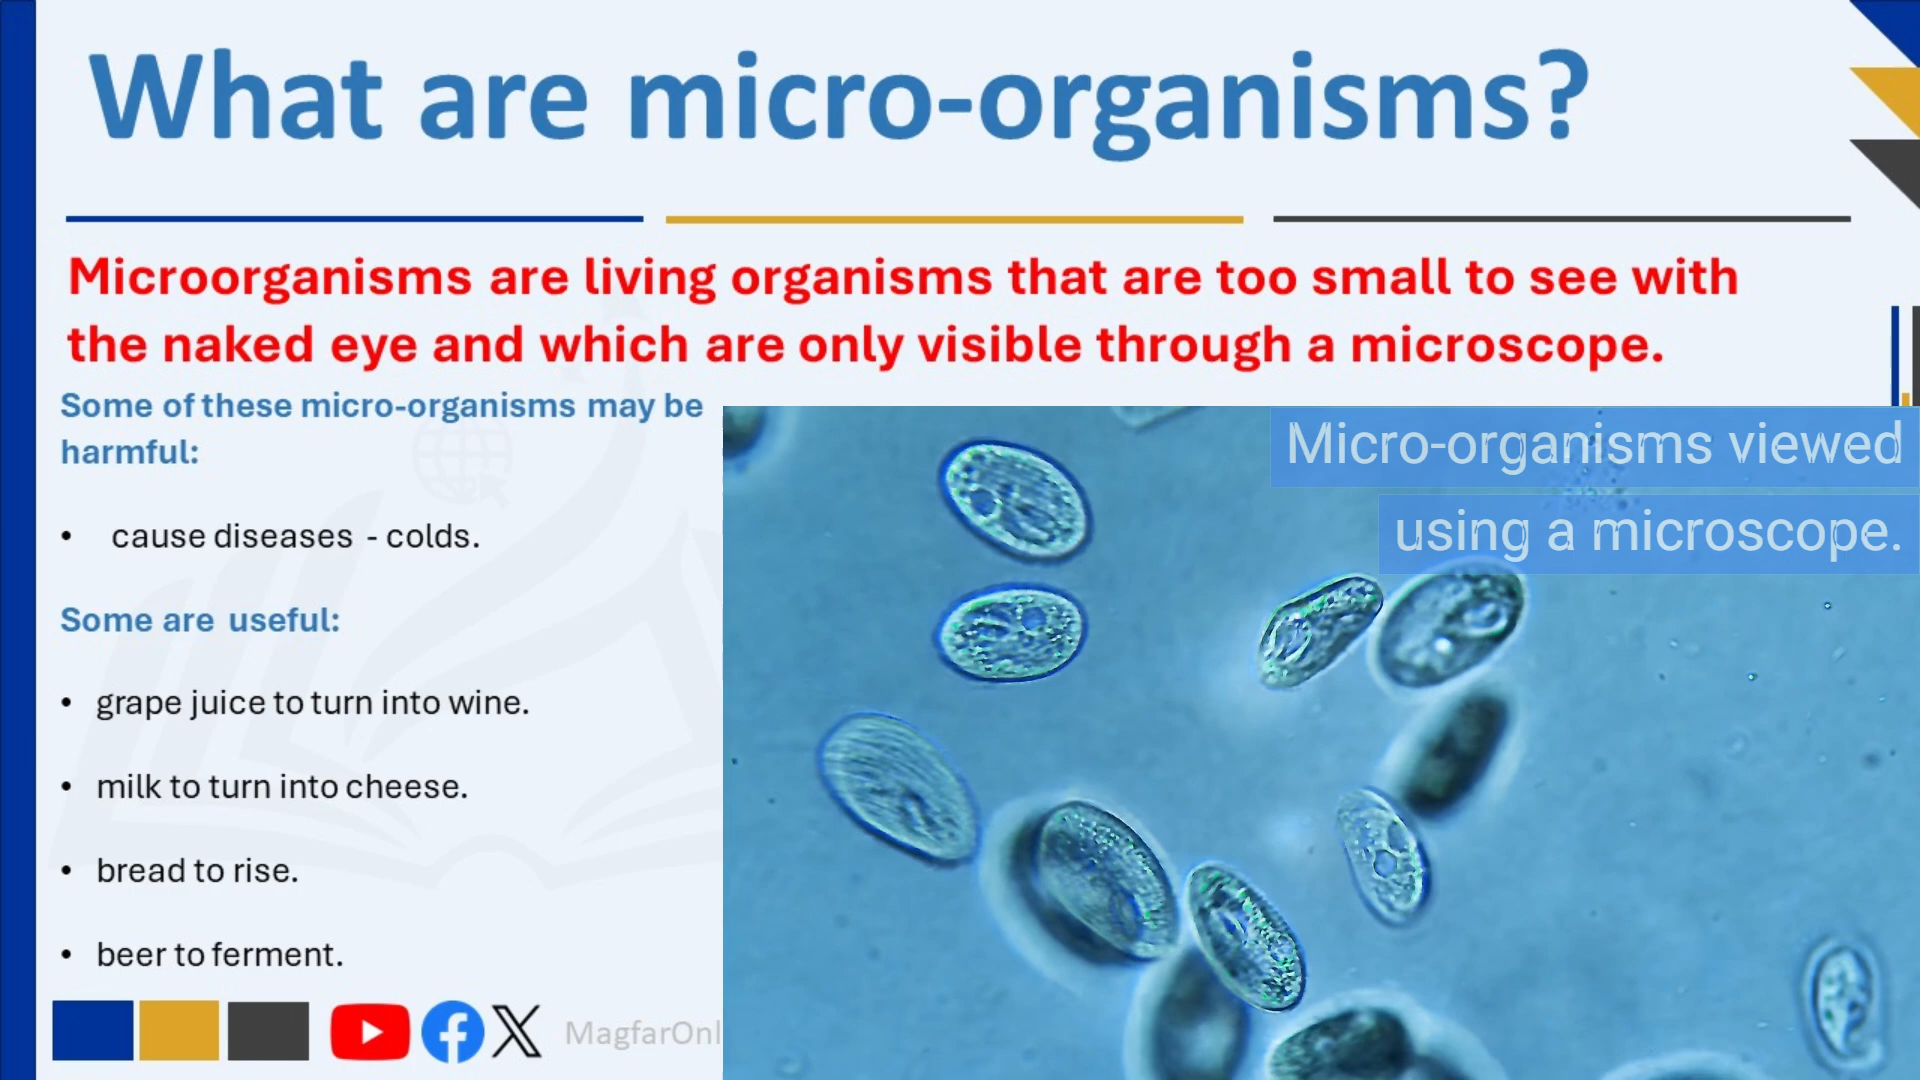 What are micro-organisms?
Microorganisms are living organisms that are too small to see with
the naked eye and which are only visible through a microscope.
Some of these micro-organisms may be
harmful:
• cause diseases - colds.
Some are useful:
• grape juice to turn into wine.
• milk to turn into cheese.
• bread to rise.
• beer to ferment.
Micro-organisms viewed
using a microscope.
MagfarOnl